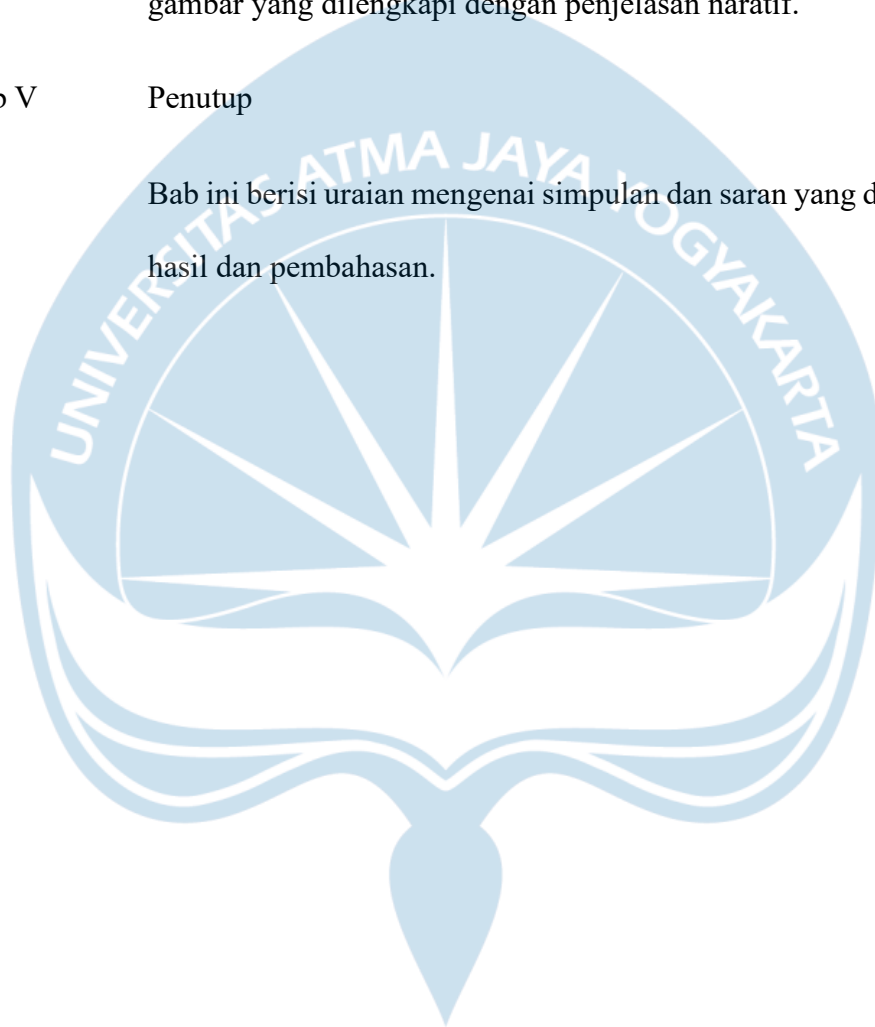 gambar yang dilengkapi dengan penjelasan naratif.
V Penutup
UNIVERSITAS ATMA JAYA YOGYAKARTA
Bab ini berisi uraian mengenai simpulan dan saran yang
hasil dan pembahasan.